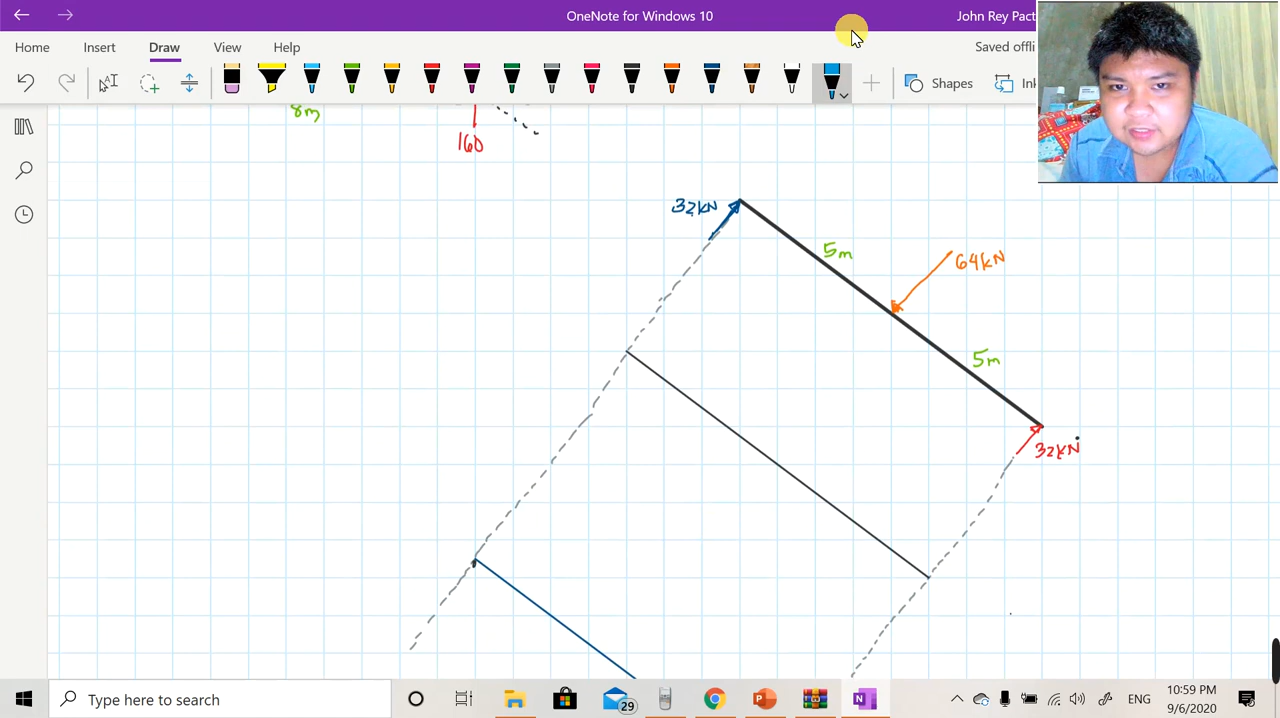 OneNote for Windows 10
John Rey Pact
Home
Insert
Draw
View
Help
Saved offli
Shapes
Ink
8m
160
32kN
5m
64kN
5m
32kN
Type here to search
29
ENG
10:59 PM
9/6/2020